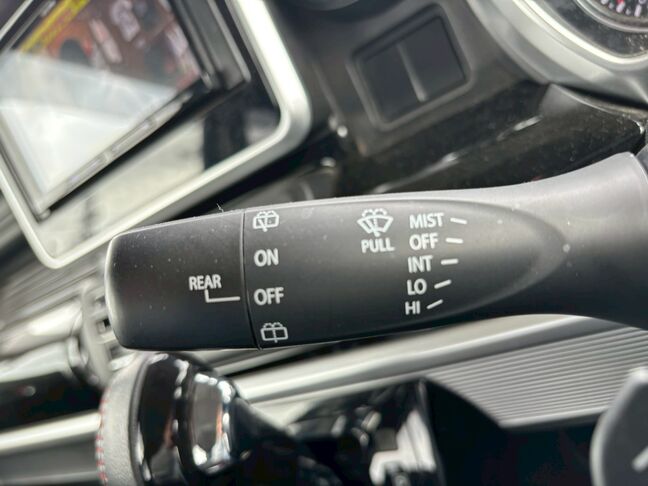 REAR
ON
OFF
PULL
MIST
OFF
INT
LO
HI